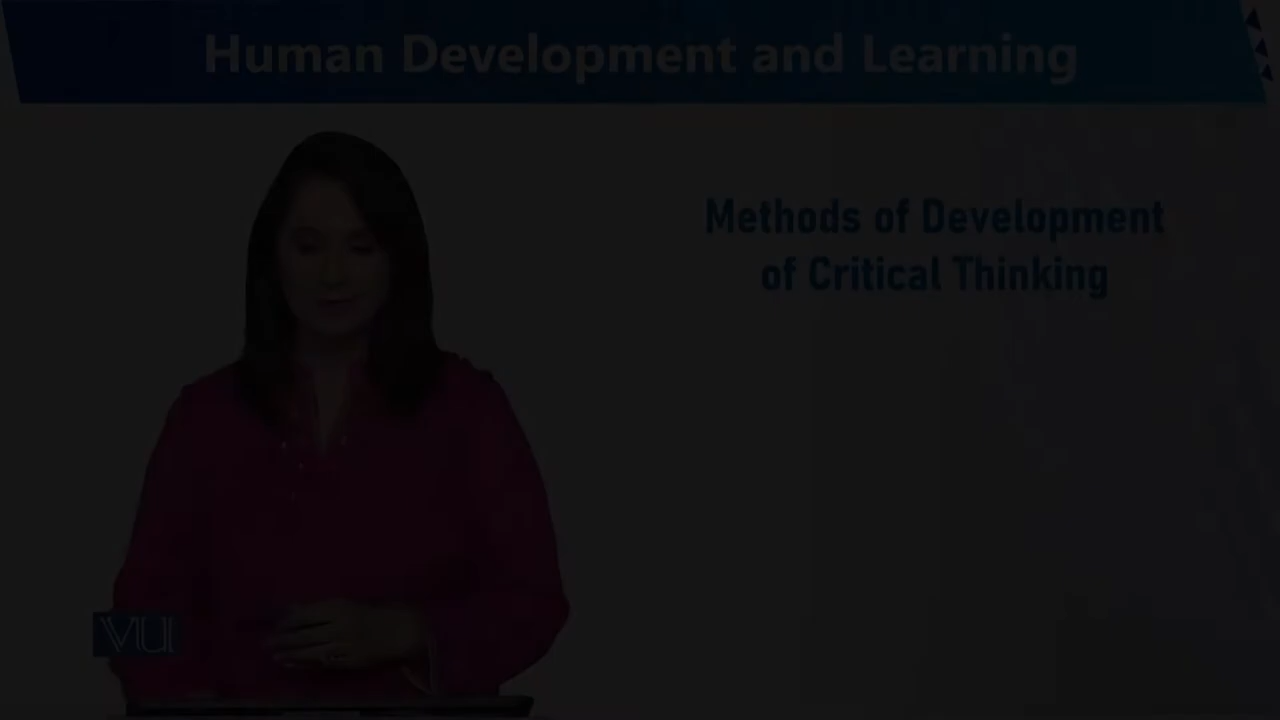 Human Development and Learning
Methods of Development
of Critical Thinking
VU